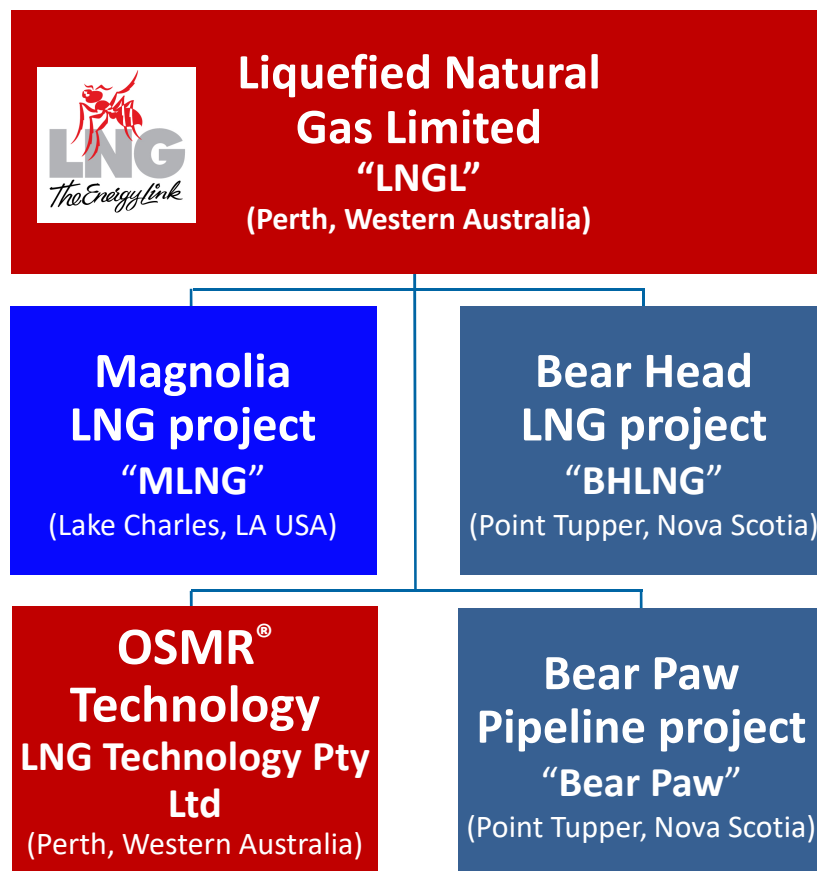 LNG
The Energy Link
Liquefied Natural
Gas Limited
“LNGL”
(Perth, Western Australia)
Magnolia
LNG project
“MLNG”
(Lake Charles, LA USA)
Bear Head
LNG project
“BHLNG”
(Point Tupper, Nova Scotia)
OSMR®
Technology
LNG Technology Pty
Ltd
(Perth, Western Australia)
Bear Paw
Pipeline project
“Bear Paw”
(Point Tupper, Nova Scotia)